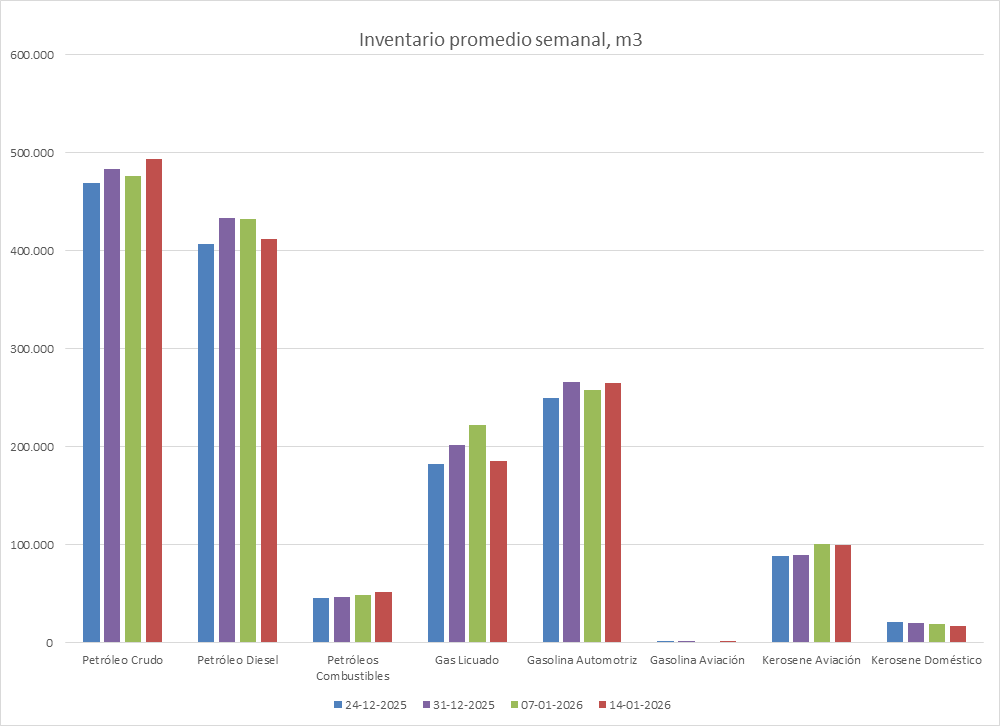 Inventario promedio semanal, m3
600.000
500.000
400.000
300.000
200.000
100.000
0
Petróleo Crudo
Petróleo Diesel
Petróleos
Combustibles
Gas Licuado
Gasolina Automotriz
Gasolina Aviación
Kerosene Aviación
Kerosene Doméstico
24-12-2025 31-12-2025 07-01-2026 14-01-2026